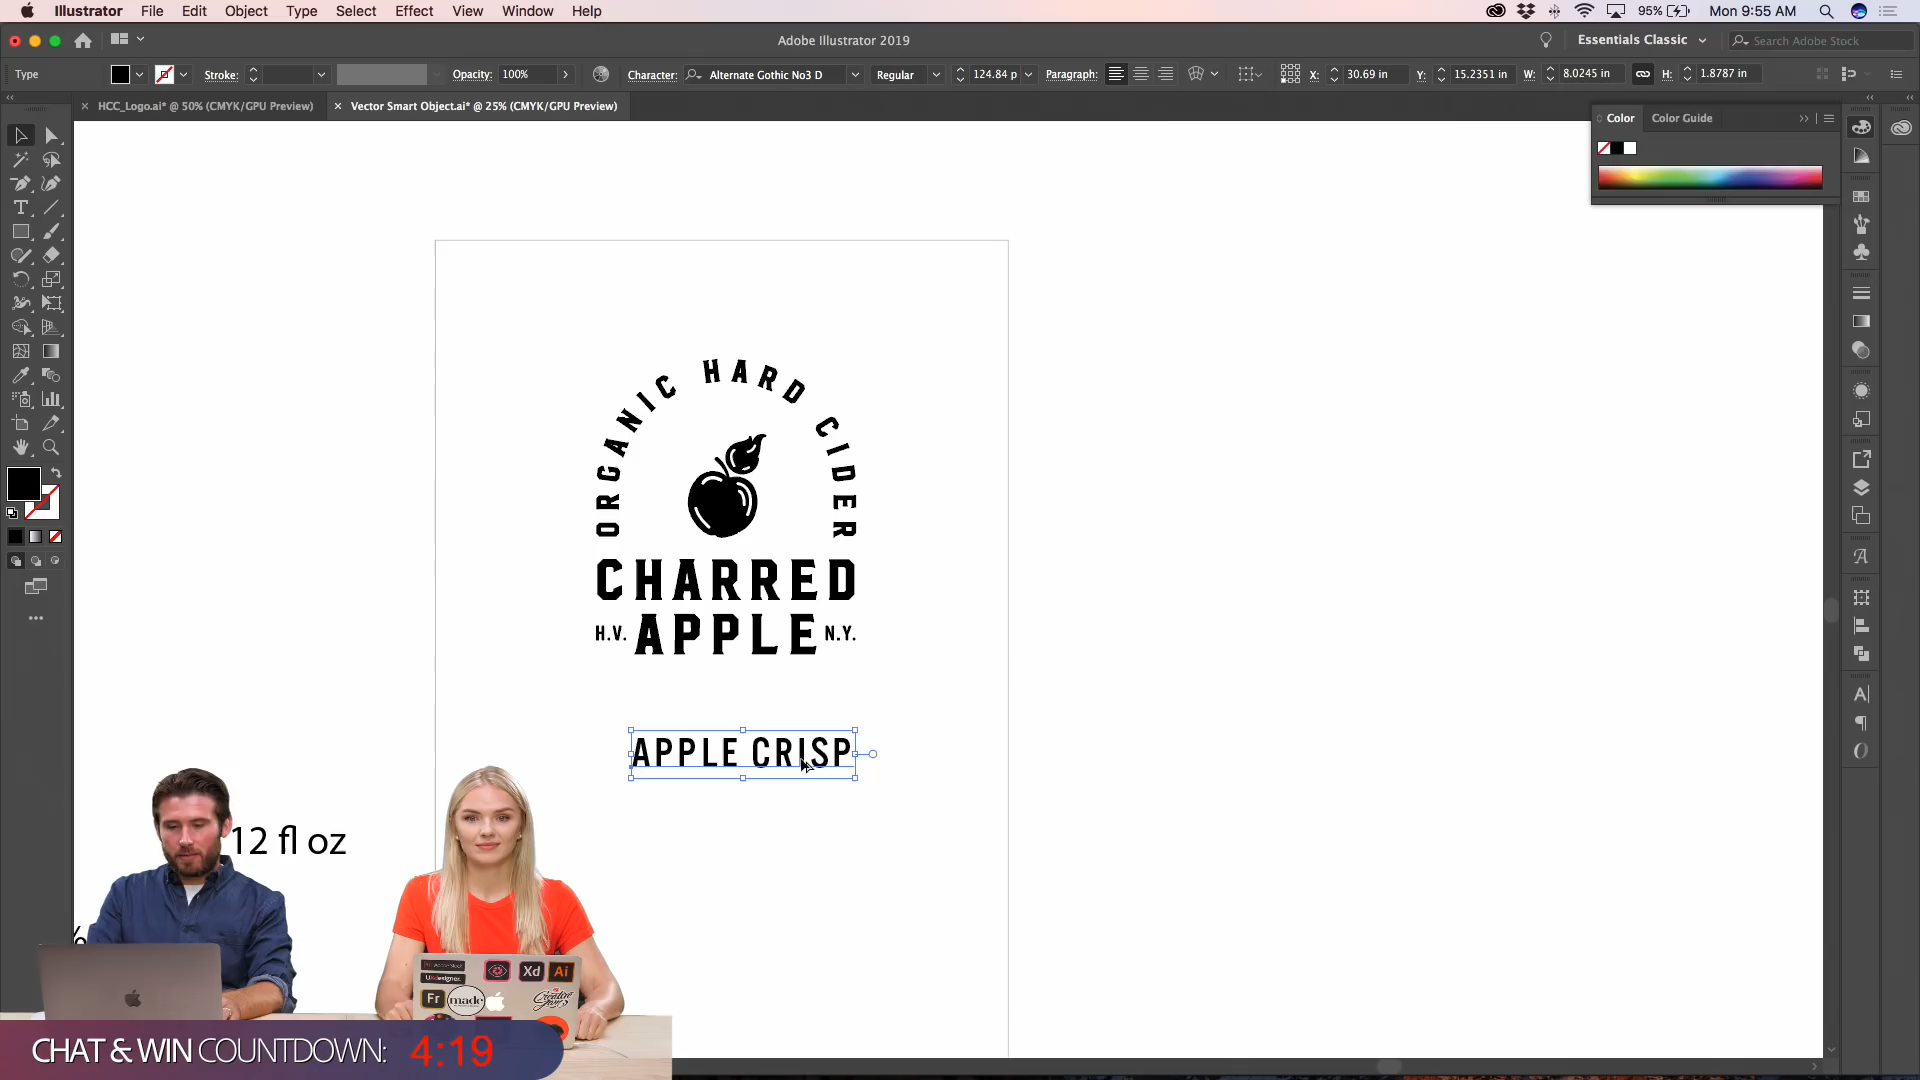 Illustrator File Edit Object Type Select Effect View Window Help 95% Mon 9:55 AM
Adobe Illustrator 2019 Essentials Classic Search Adobe Stock
Type Stroke: Opacity: 100% Character: Alternate Gothic No3 D Regular 124.84 p Paragraph: X: 30.69 in Y: 15.2351 in W: 8.0245 in H: 1.8787 in
HCC_Logo.ai* @ 50% (CMYK/GPU Preview) Vector Smart Object.ai* @ 25% (CMYK/GPU Preview)
Color Color Guide
ORGANIC HARD CIDER
CHARRED
H.V. APPLE N.Y.
APPLE CRISP
12 fl oz
%
Xd Ai
Fr made
CHAT & WIN COUNTDOWN: 4:19